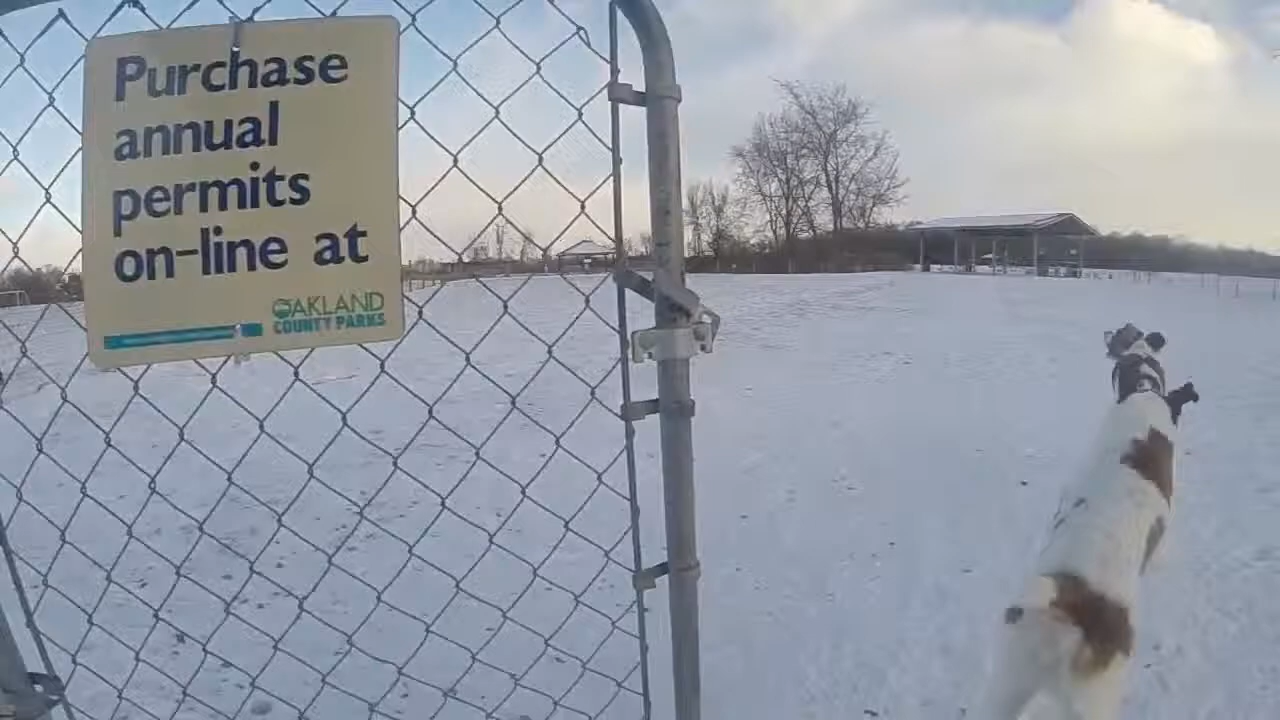 Purchase
annual
permits
on-line at
OAKLAND
COUNTY PARKS